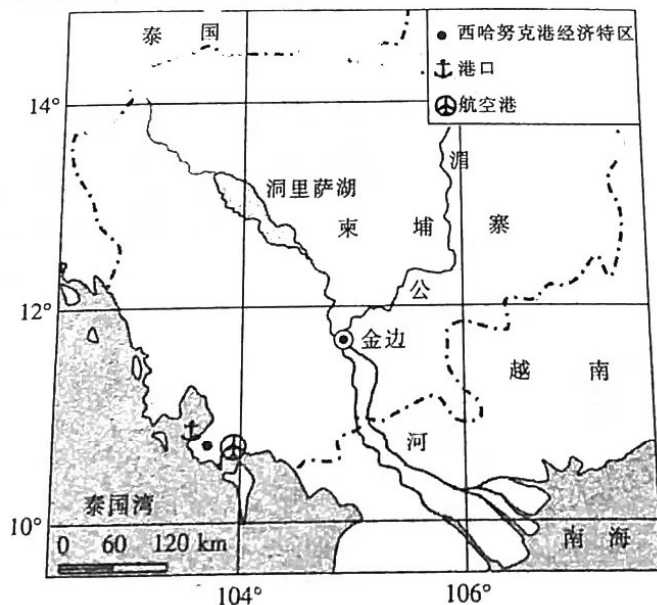 泰国
西哈努克港经济特区
港口
航空港
14°
湄
洞里萨湖
柬埔寨
公
12°
金边
越南
河
泰国湾
10°
南海
0 60 120 km
104°
106°